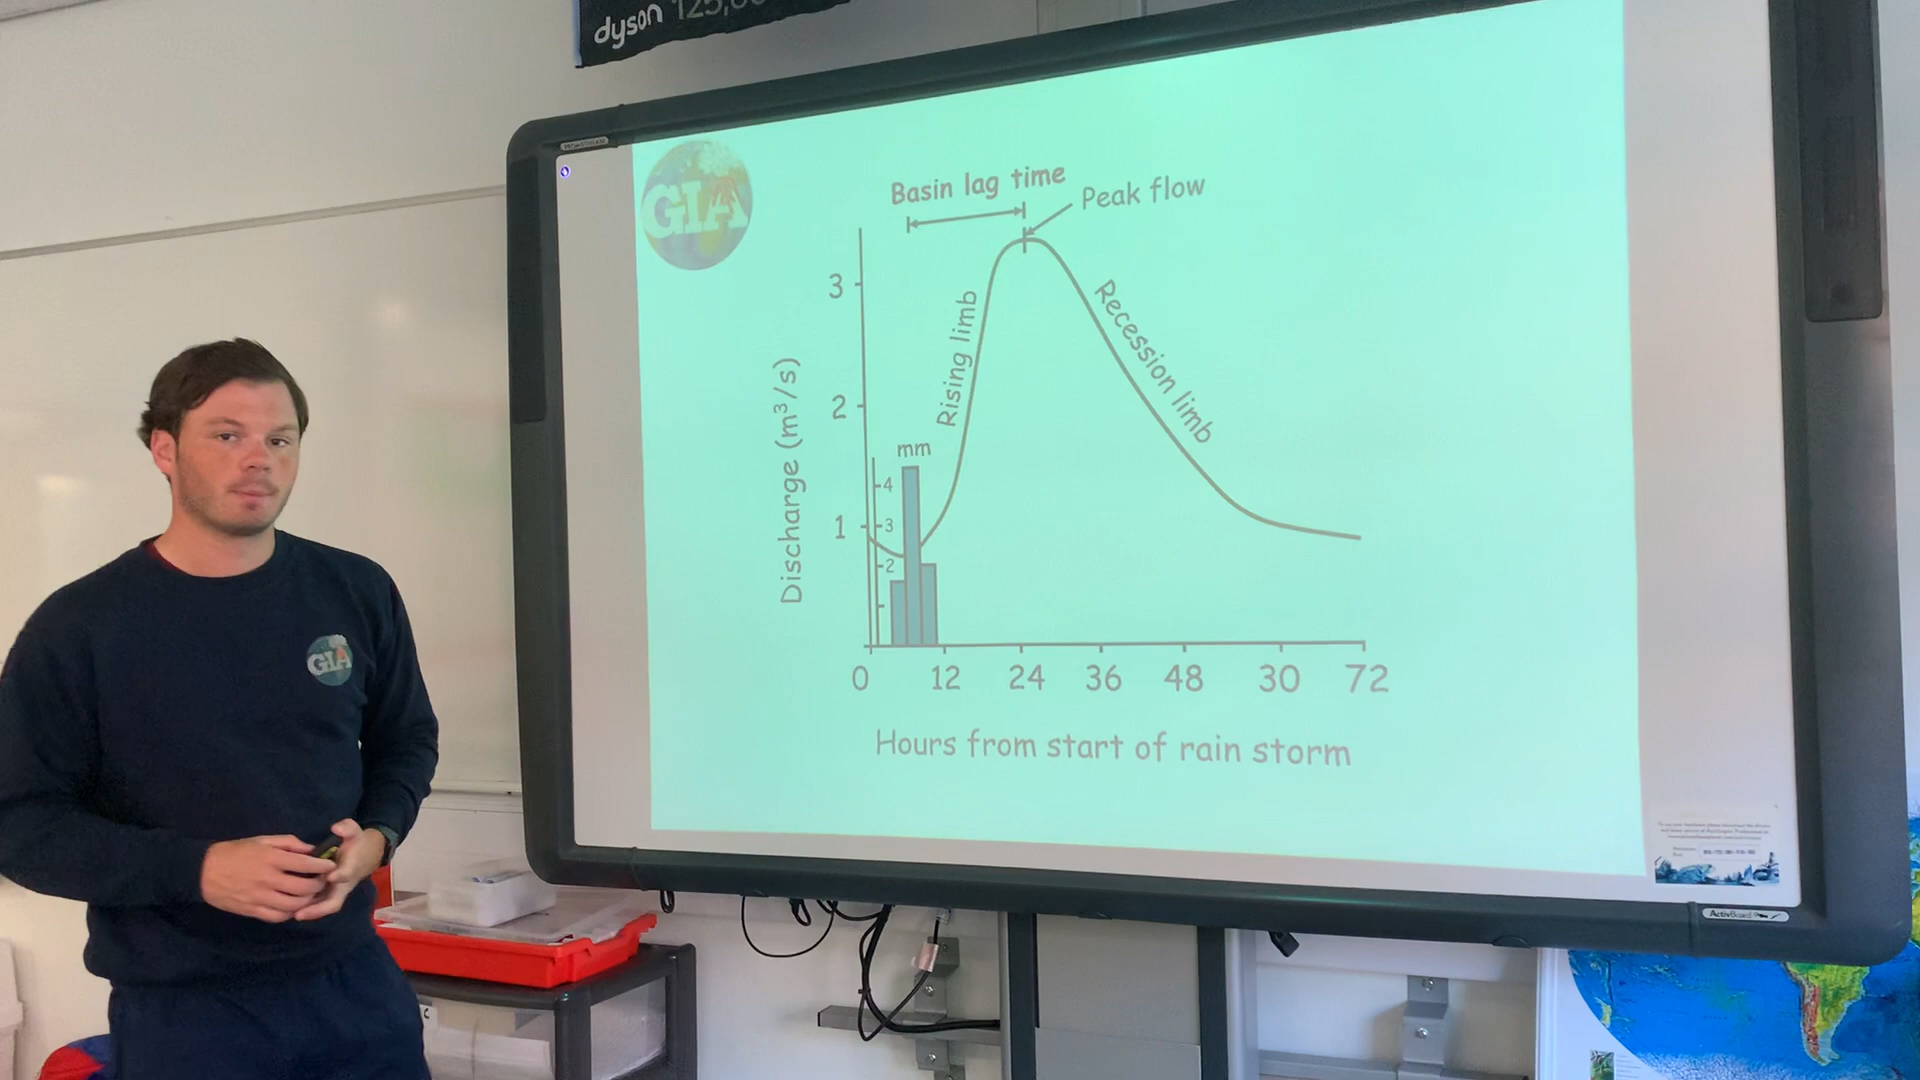 dyson
GIA
Basin lag time
Peak flow
Rising limb
Recession limb
Discharge (m³/s)
3
2
1
mm
4
3
2
0 12 24 36 48 30 72
Hours from start of rain storm
GIA
ActivBoard
C